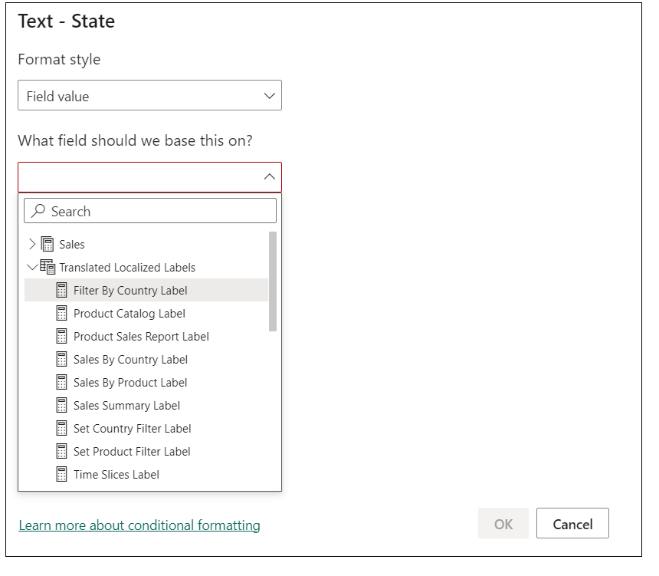 Text - State
Format style
Field value
What field should we base this on?
Search
Sales
Translated Localized Labels
Filter By Country Label
Product Catalog Label
Product Sales Report Label
Sales By Country Label
Sales By Product Label
Sales Summary Label
Set Country Filter Label
Set Product Filter Label
Time Slices Label
Learn more about conditional formatting
OK
Cancel